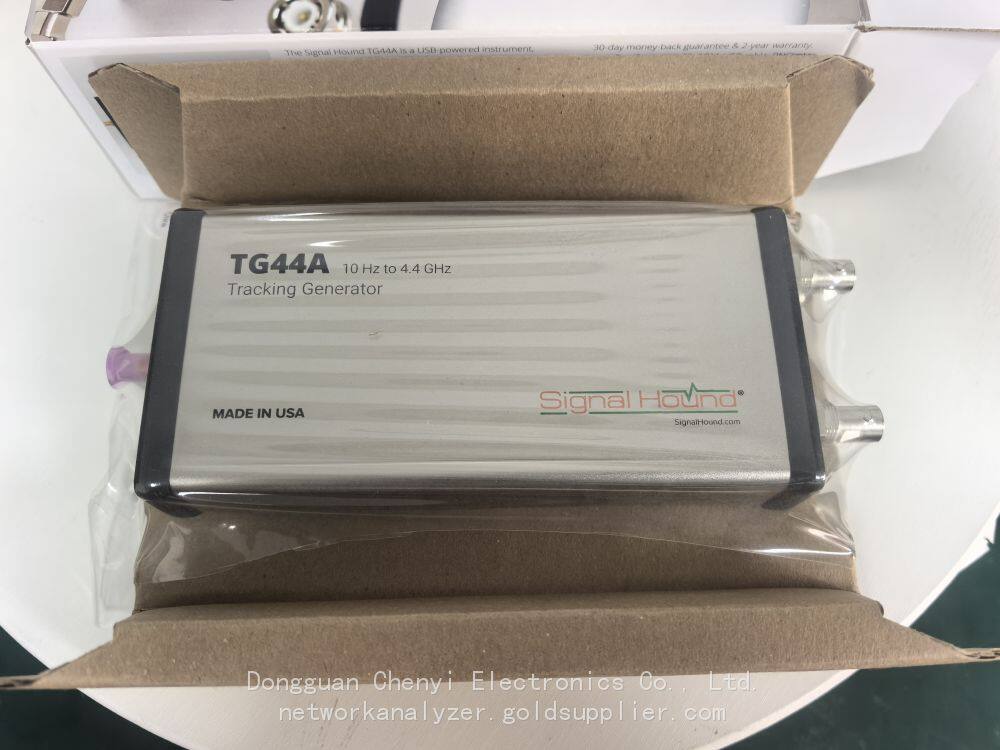 The Signal Hound TG44A is a USB-powered instrument,
30-day money-back guarantee & 2-year warranty.
TG44A 10 Hz to 4.4 GHz
Tracking Generator
MADE IN USA
Signal Hound®
SignalHound.com
Dongguan Chenyi Electronics Co., Ltd.
networkanalyzer.goldsupplier.com